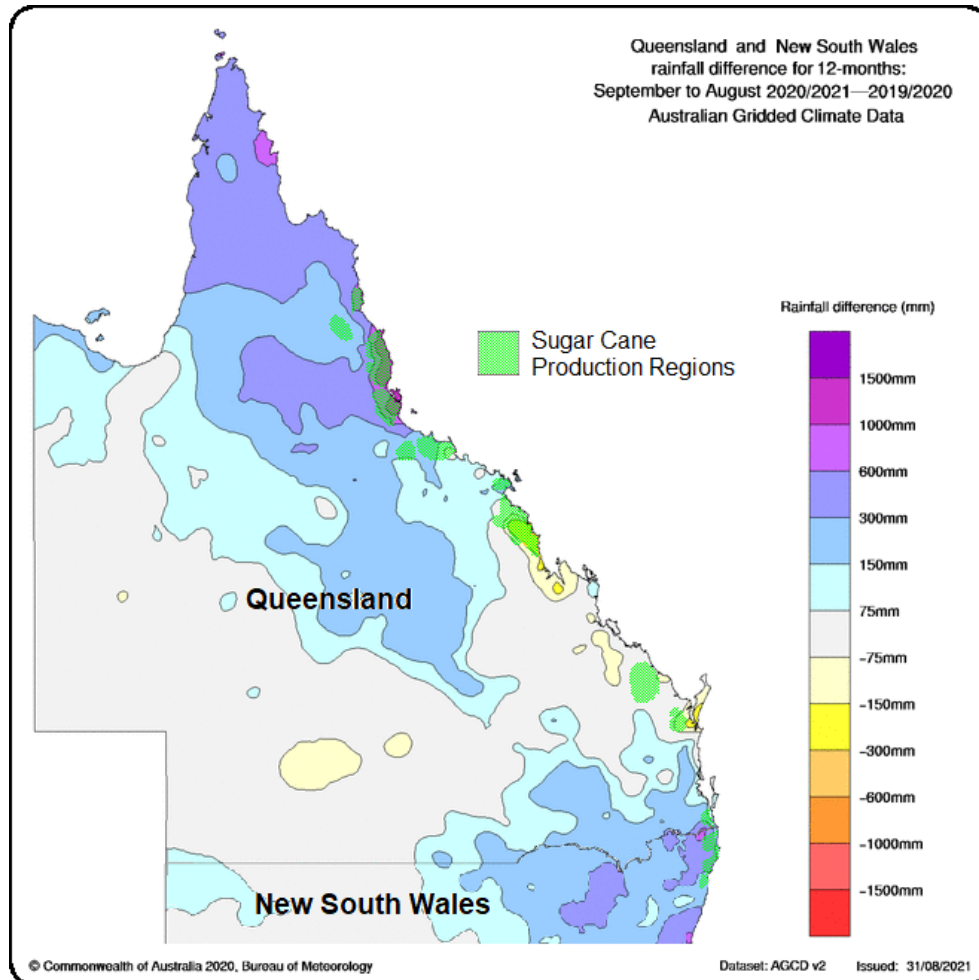 Queensland and New South Wales
rainfall difference for 12-months:
September to August 2020/2021—2019/2020
Australian Gridded Climate Data
Rainfall difference (mm)
Sugar Cane
Production Regions
1500mm
1000mm
600mm
300mm
150mm
75mm
-75mm
-150mm
-300mm
-600mm
-1000mm
-1500mm
Queensland
New South Wales
© Commonwealth of Australia 2020, Bureau of Meteorology
Dataset: AGCD v2
Issued: 31/08/2021